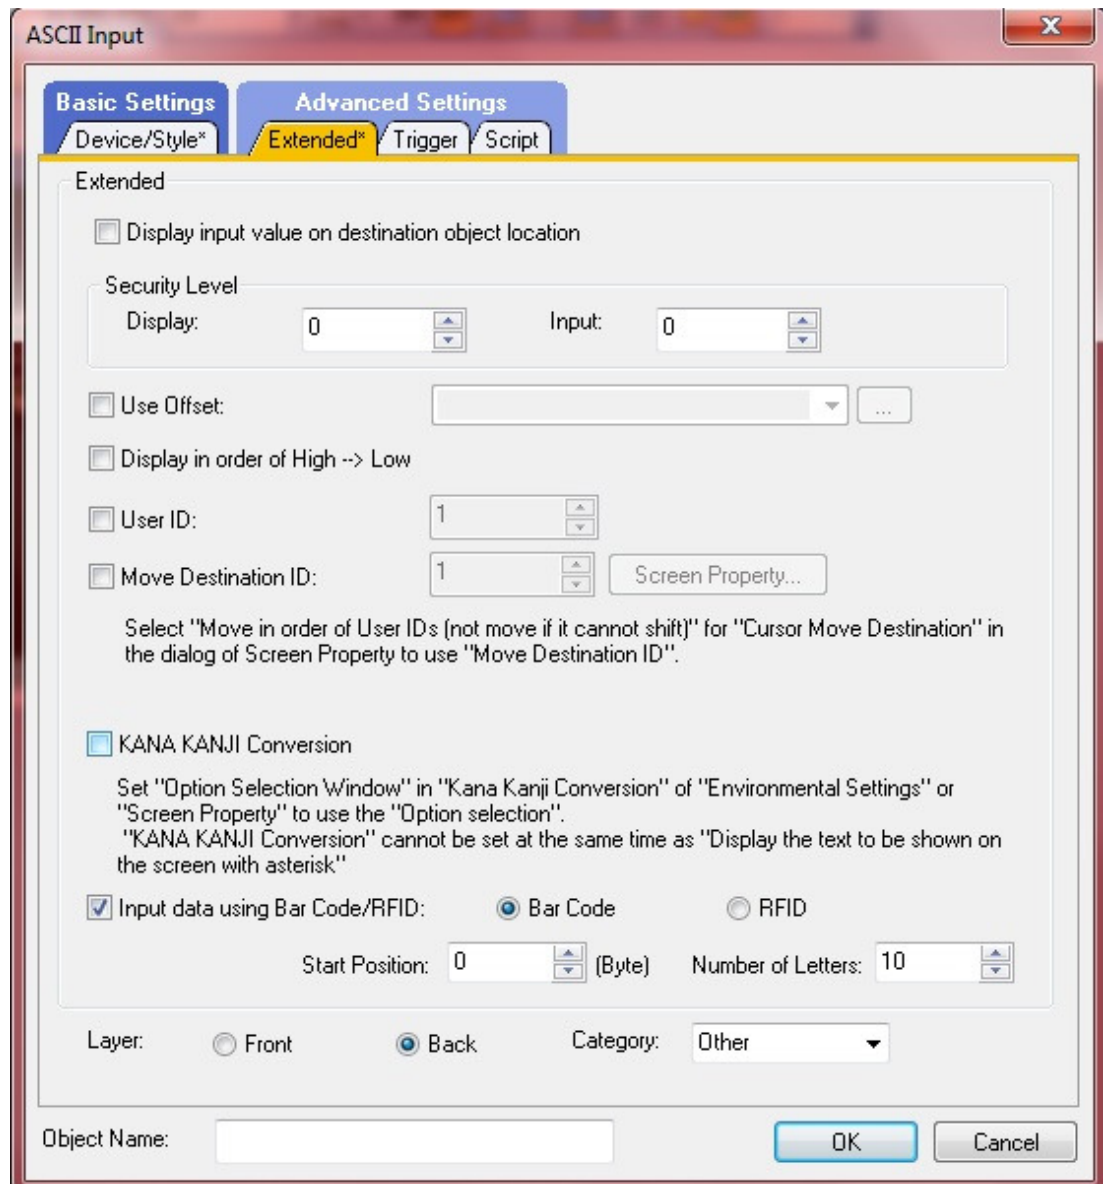 ASCII Input
Basic Settings Advanced Settings
Device/Style* Extended* Trigger Script
Extended
Display input value on destination object location
Security Level
Display: 0 Input: 0
Use Offset: ...
Display in order of High --> Low
User ID: 1
Move Destination ID: 1 Screen Property...
Select "Move in order of User IDs (not move if it cannot shift)" for "Cursor Move Destination" in
the dialog of Screen Property to use "Move Destination ID".
KANA KANJI Conversion
Set "Option Selection Window" in "Kana Kanji Conversion" of "Environmental Settings" or
"Screen Property" to use the "Option selection".
"KANA KANJI Conversion" cannot be set at the same time as "Display the text to be shown on
the screen with asterisk"
Input data using Bar Code/RFID: Bar Code RFID
Start Position: 0 (Byte) Number of Letters: 10
Layer: Front Back Category: Other
Object Name: OK Cancel